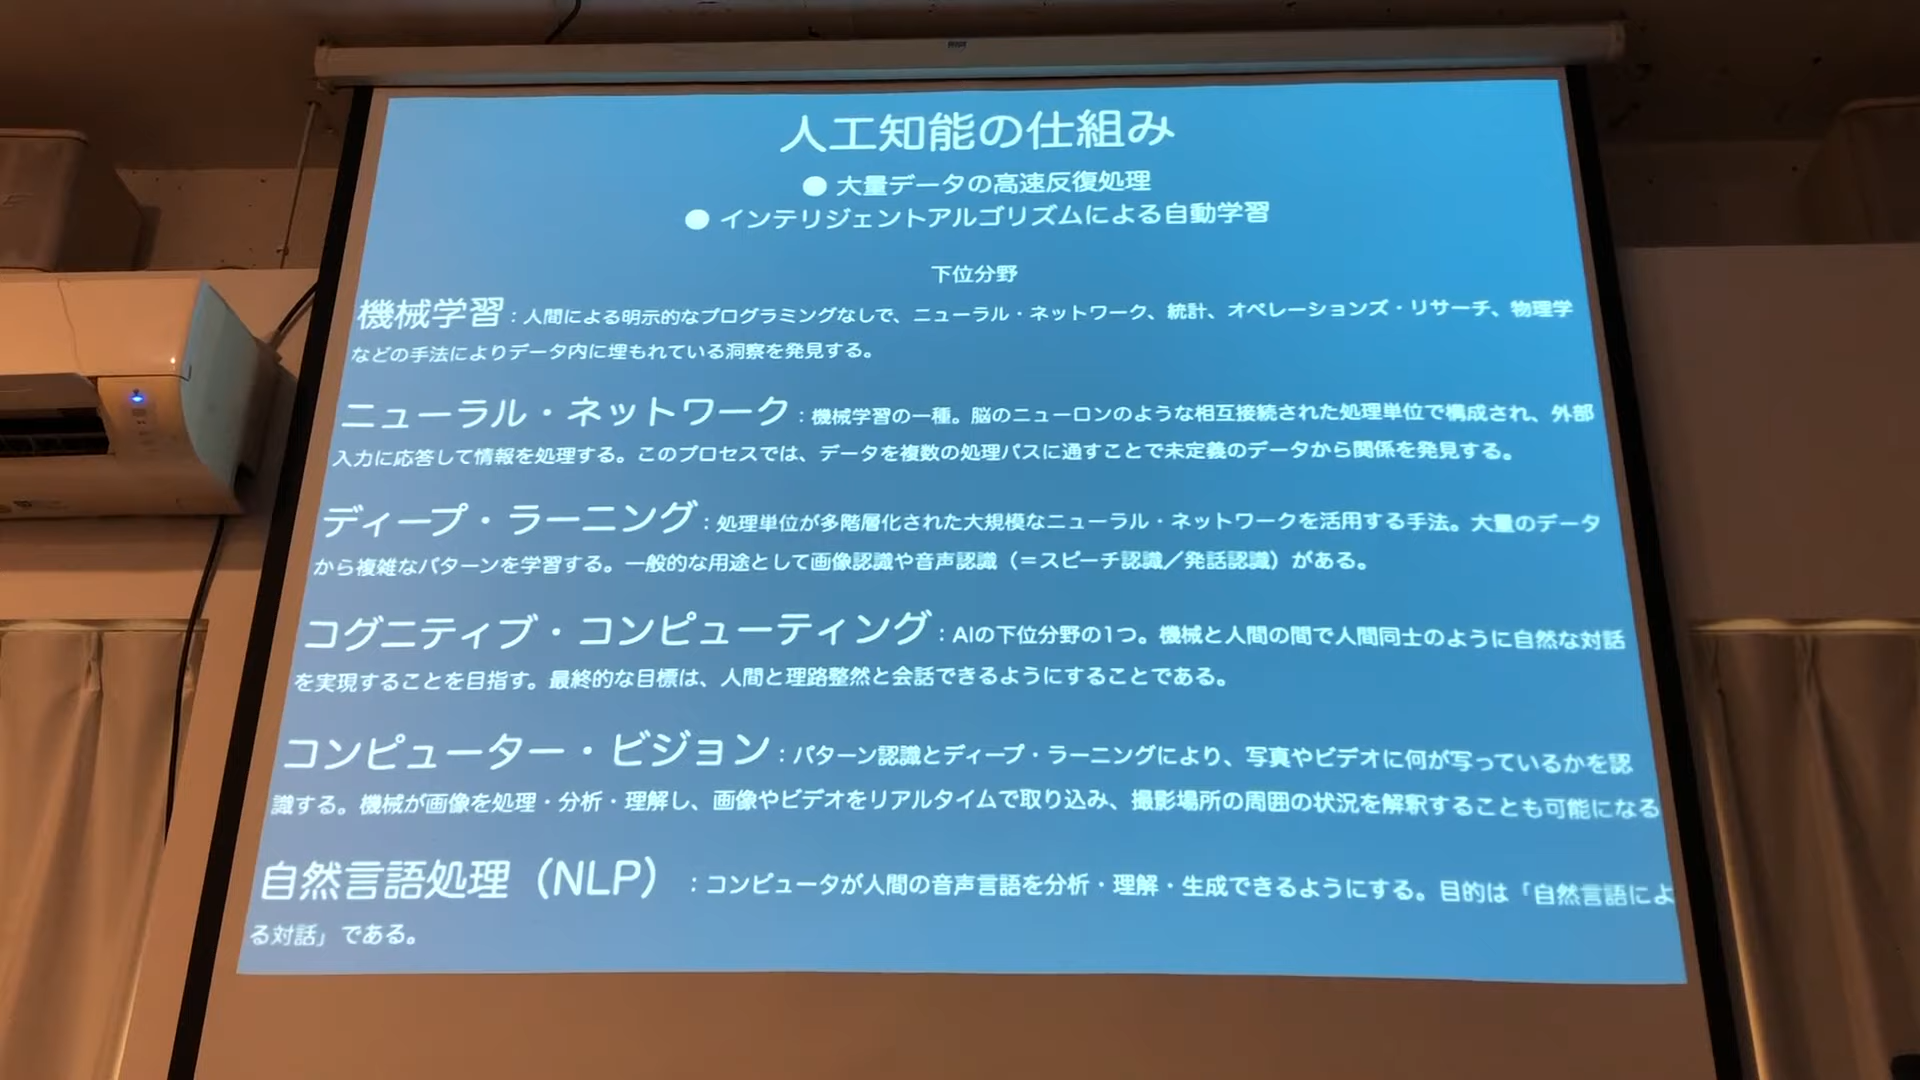 人工知能の仕組み
● 大量データの高速反復処理
● インテリジェントアルゴリズムによる自動学習
下位分野
機械学習：人間による明示的なプログラミングなしで、ニューラル・ネットワーク、統計、オペレーションズ・リサーチ、物理学
などの手法によりデータ内に埋もれている洞察を発見する。
ニューラル・ネットワーク：機械学習の一種。脳のニューロンのような相互接続された処理単位で構成され、外部
入力に応答して情報を処理する。このプロセスでは、データを複数の処理パスに通すことで未定義のデータから関係を発見する。
ディープ・ラーニング：処理単位が多階層化された大規模なニューラル・ネットワークを活用する手法。大量のデータ
から複雑なパターンを学習する。一般的な用途として画像認識や音声認識（＝スピーチ認識／発話認識）がある。
コグニティブ・コンピューティング：AIの下位分野の1つ。機械と人間の間で人間同士のように自然な対話
を実現することを目指す。最終的な目標は、人間と理路整然と会話できるようにすることである。
コンピューター・ビジョン：パターン認識とディープ・ラーニングにより、写真やビデオに何が写っているかを認
識する。機械が画像を処理・分析・理解し、画像やビデオをリアルタイムで取り込み、撮影場所の周囲の状況を解釈することも可能になる
自然言語処理（NLP）：コンピュータが人間の音声言語を分析・理解・生成できるようにする。目的は「自然言語によ
る対話」である。